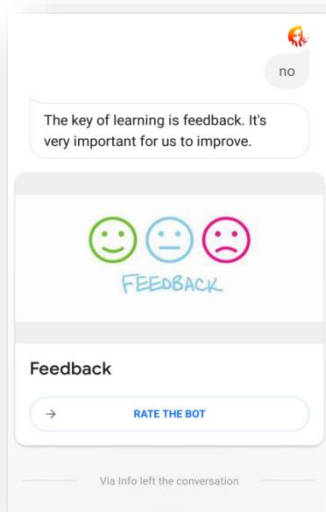 no
The key of learning is feedback. It's
very important for us to improve.
FEEDBACK
Feedback
RATE THE BOT
Via Info left the conversation